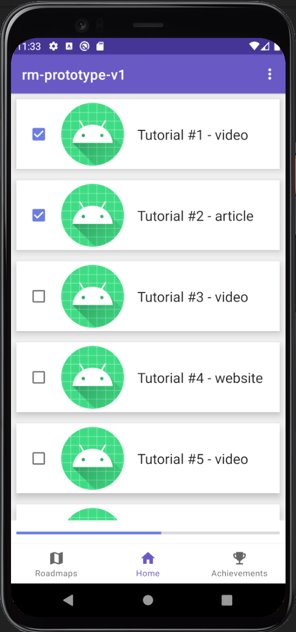 11:33
rm-prototype-v1
Tutorial #1 - video
Tutorial #2 - article
Tutorial #3 - video
Tutorial #4 - website
Tutorial #5 - video
Roadmaps
Home
Achievements